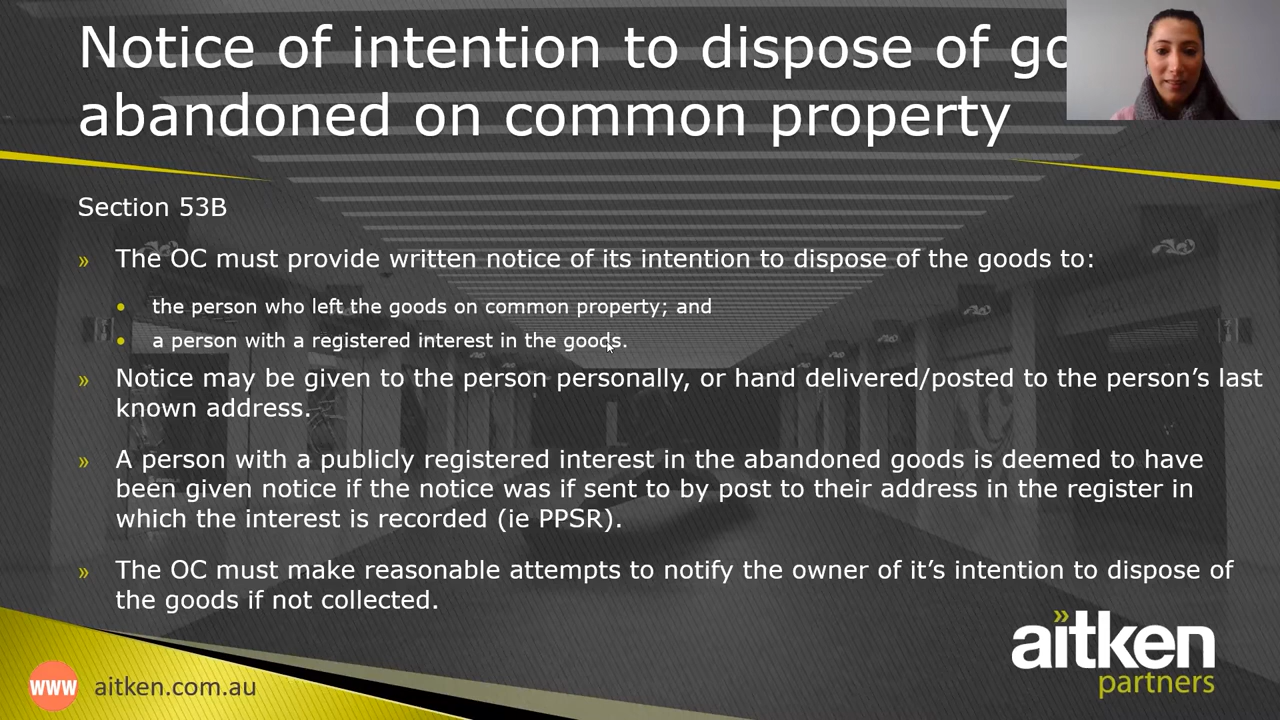 Notice of intention to dispose of go
abandoned on common property
Section 53B
» The OC must provide written notice of its intention to dispose of the goods to:
• the person who left the goods on common property; and
• a person with a registered interest in the goods.
» Notice may be given to the person personally, or hand delivered/posted to the person’s last
known address.
» A person with a publicly registered interest in the abandoned goods is deemed to have
been given notice if the notice was if sent to by post to their address in the register in
which the interest is recorded (ie PPSR).
» The OC must make reasonable attempts to notify the owner of it’s intention to dispose of
the goods if not collected.
aitken
partners
www aitken.com.au